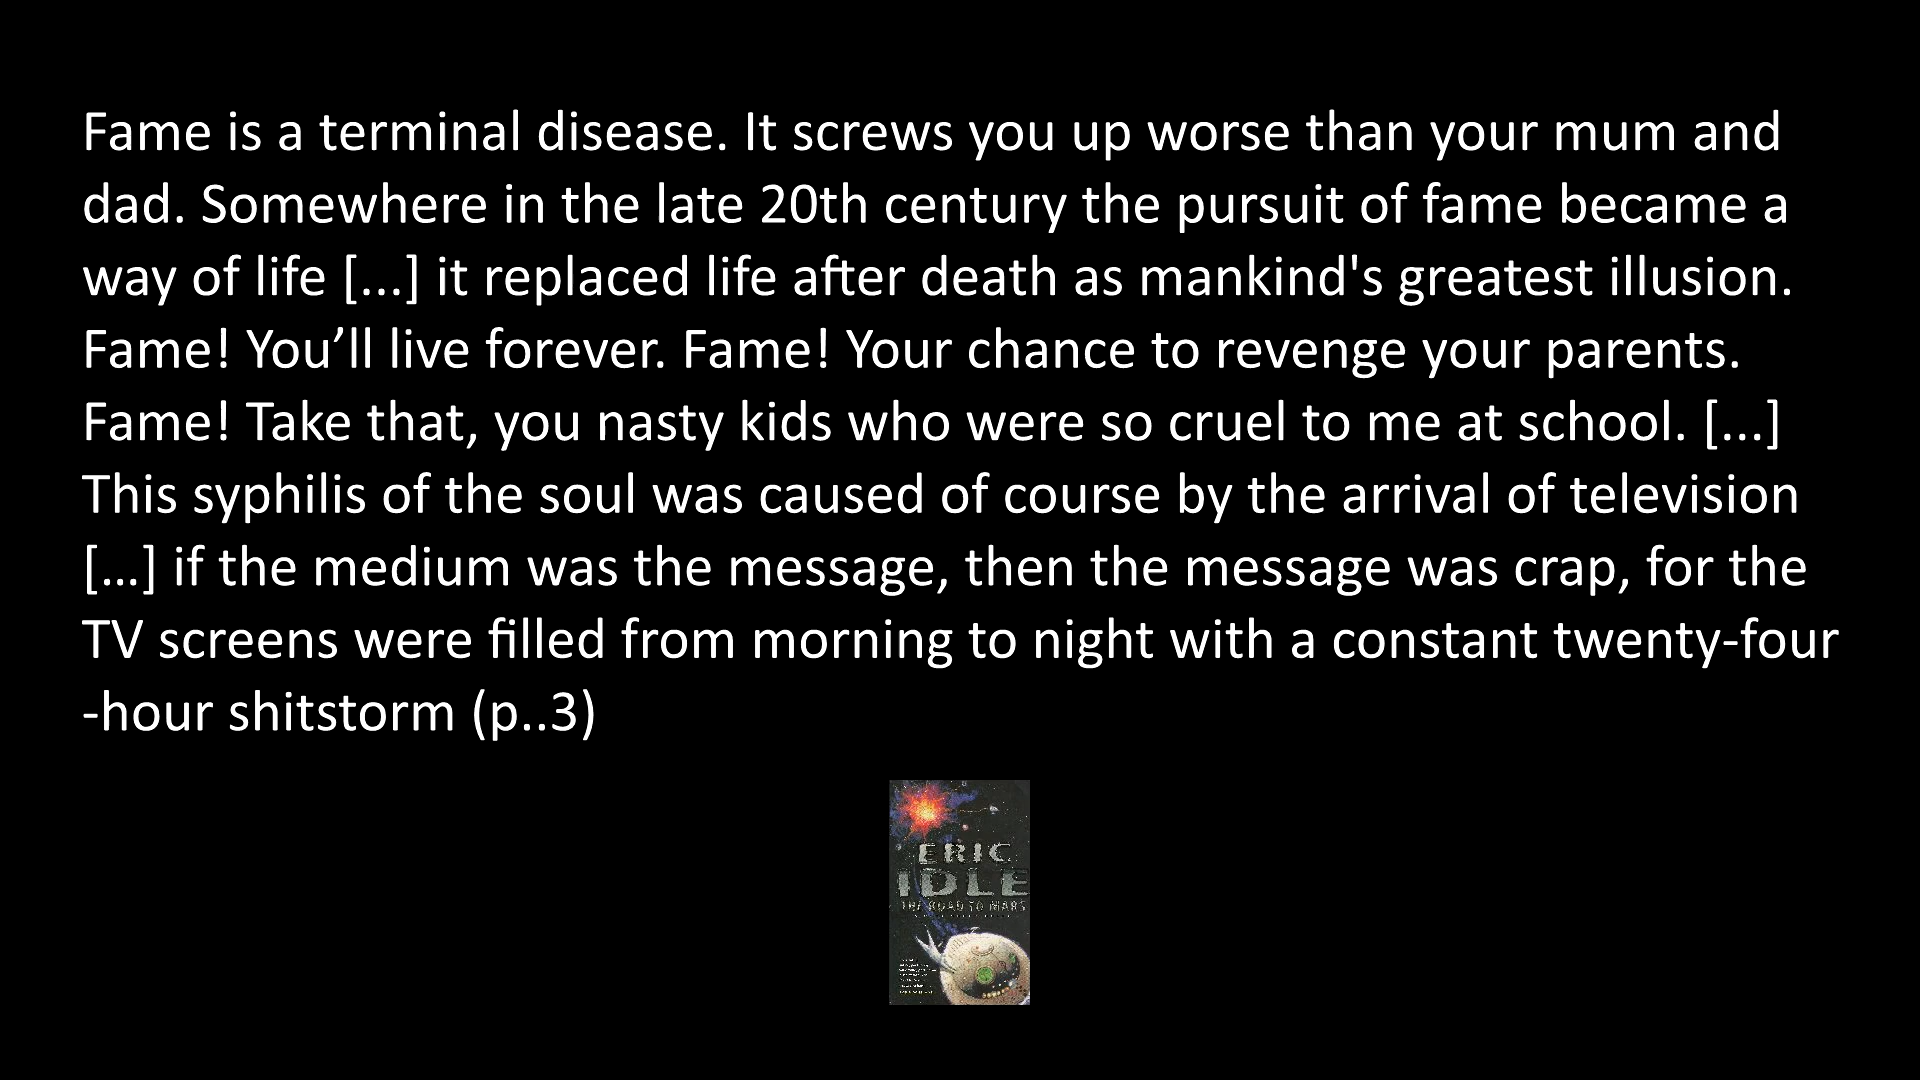 Fame is a terminal disease. It screws you up worse than your mum and
dad. Somewhere in the late 20th century the pursuit of fame became a
way of life [...] it replaced life after death as mankind's greatest illusion.
Fame! You’ll live forever. Fame! Your chance to revenge your parents.
Fame! Take that, you nasty kids who were so cruel to me at school. [...]
This syphilis of the soul was caused of course by the arrival of television
[…] if the medium was the message, then the message was crap, for the
TV screens were filled from morning to night with a constant twenty-four
-hour shitstorm (p..3)
ERIC
IDLE
THE ROAD TO MARS